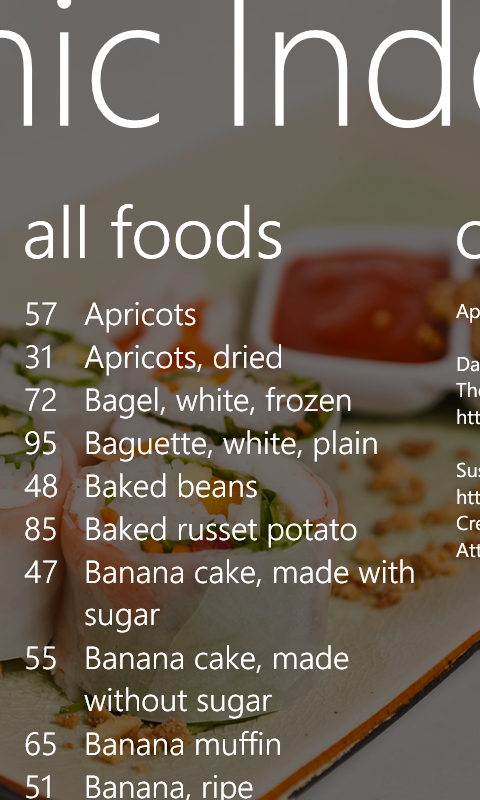 nic Inde
all foods
57 Apricots
31 Apricots, dried
72 Bagel, white, frozen
95 Baguette, white, plain
48 Baked beans
85 Baked russet potato
47 Banana cake, made with
sugar
55 Banana cake, made
without sugar
65 Banana muffin
51 Banana, ripe
Ap
Da
The
htt
Sus
htt
Cre
Att